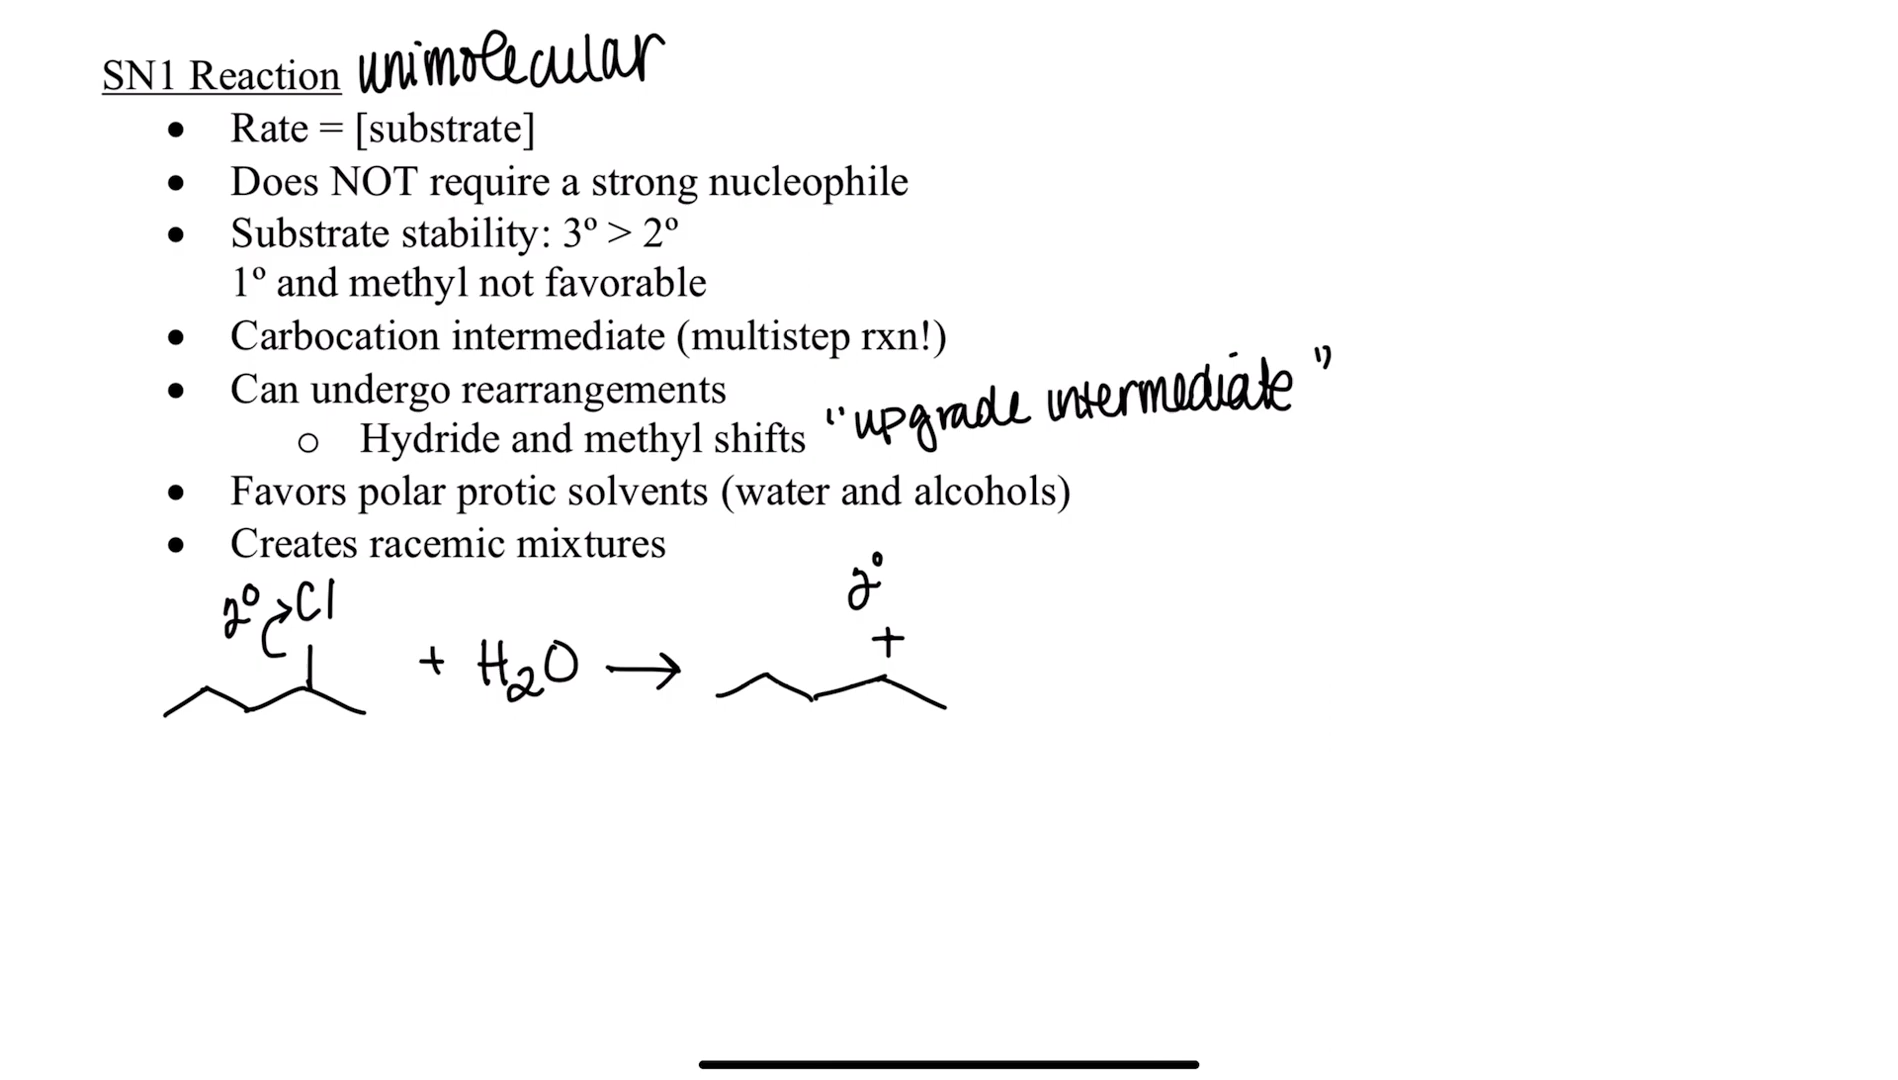 SN1 Reaction unimolecular
• Rate = [substrate]
• Does NOT require a strong nucleophile
• Substrate stability: 3º > 2º
1º and methyl not favorable
• Carbocation intermediate (multistep rxn!)
• Can undergo rearrangements
o Hydride and methyl shifts "upgrade intermediate"
• Favors polar protic solvents (water and alcohols)
• Creates racemic mixtures
2º Cl
2º
+ H₂O → +